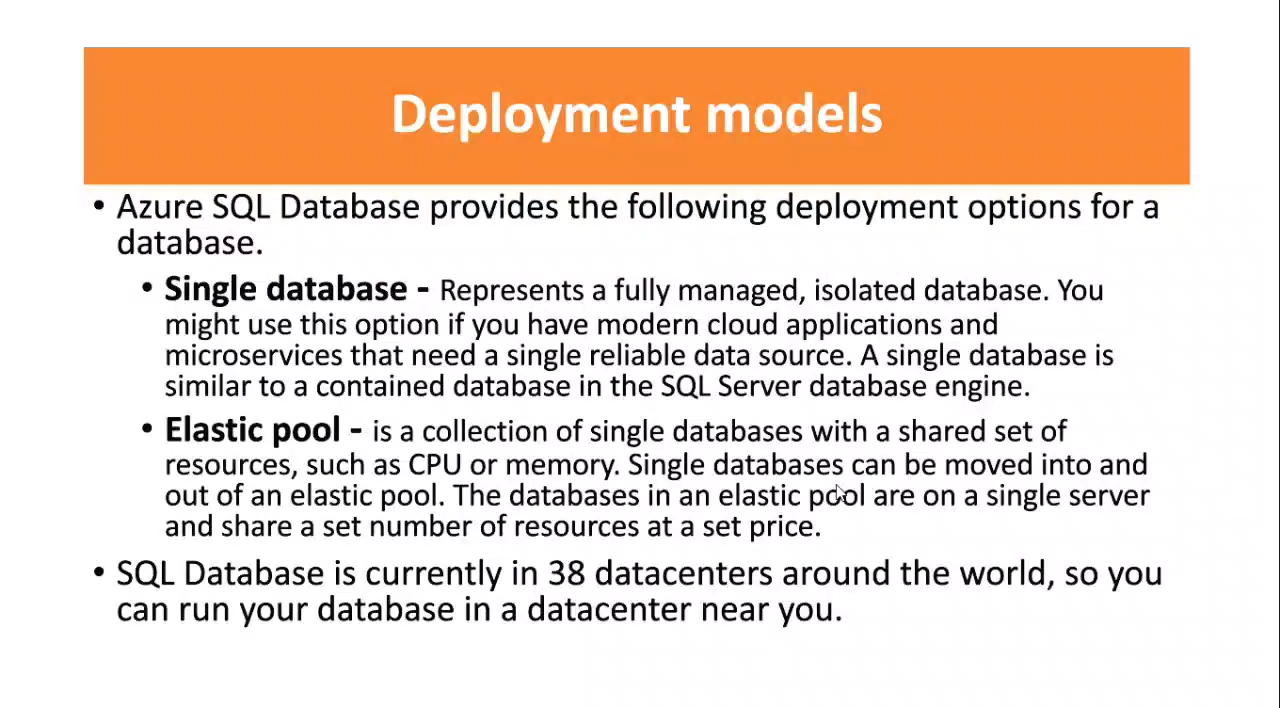 Deployment models
• Azure SQL Database provides the following deployment options for a
database.
• Single database - Represents a fully managed, isolated database. You
might use this option if you have modern cloud applications and
microservices that need a single reliable data source. A single database is
similar to a contained database in the SQL Server database engine.
• Elastic pool - is a collection of single databases with a shared set of
resources, such as CPU or memory. Single databases can be moved into and
out of an elastic pool. The databases in an elastic pool are on a single server
and share a set number of resources at a set price.
• SQL Database is currently in 38 datacenters around the world, so you
can run your database in a datacenter near you.